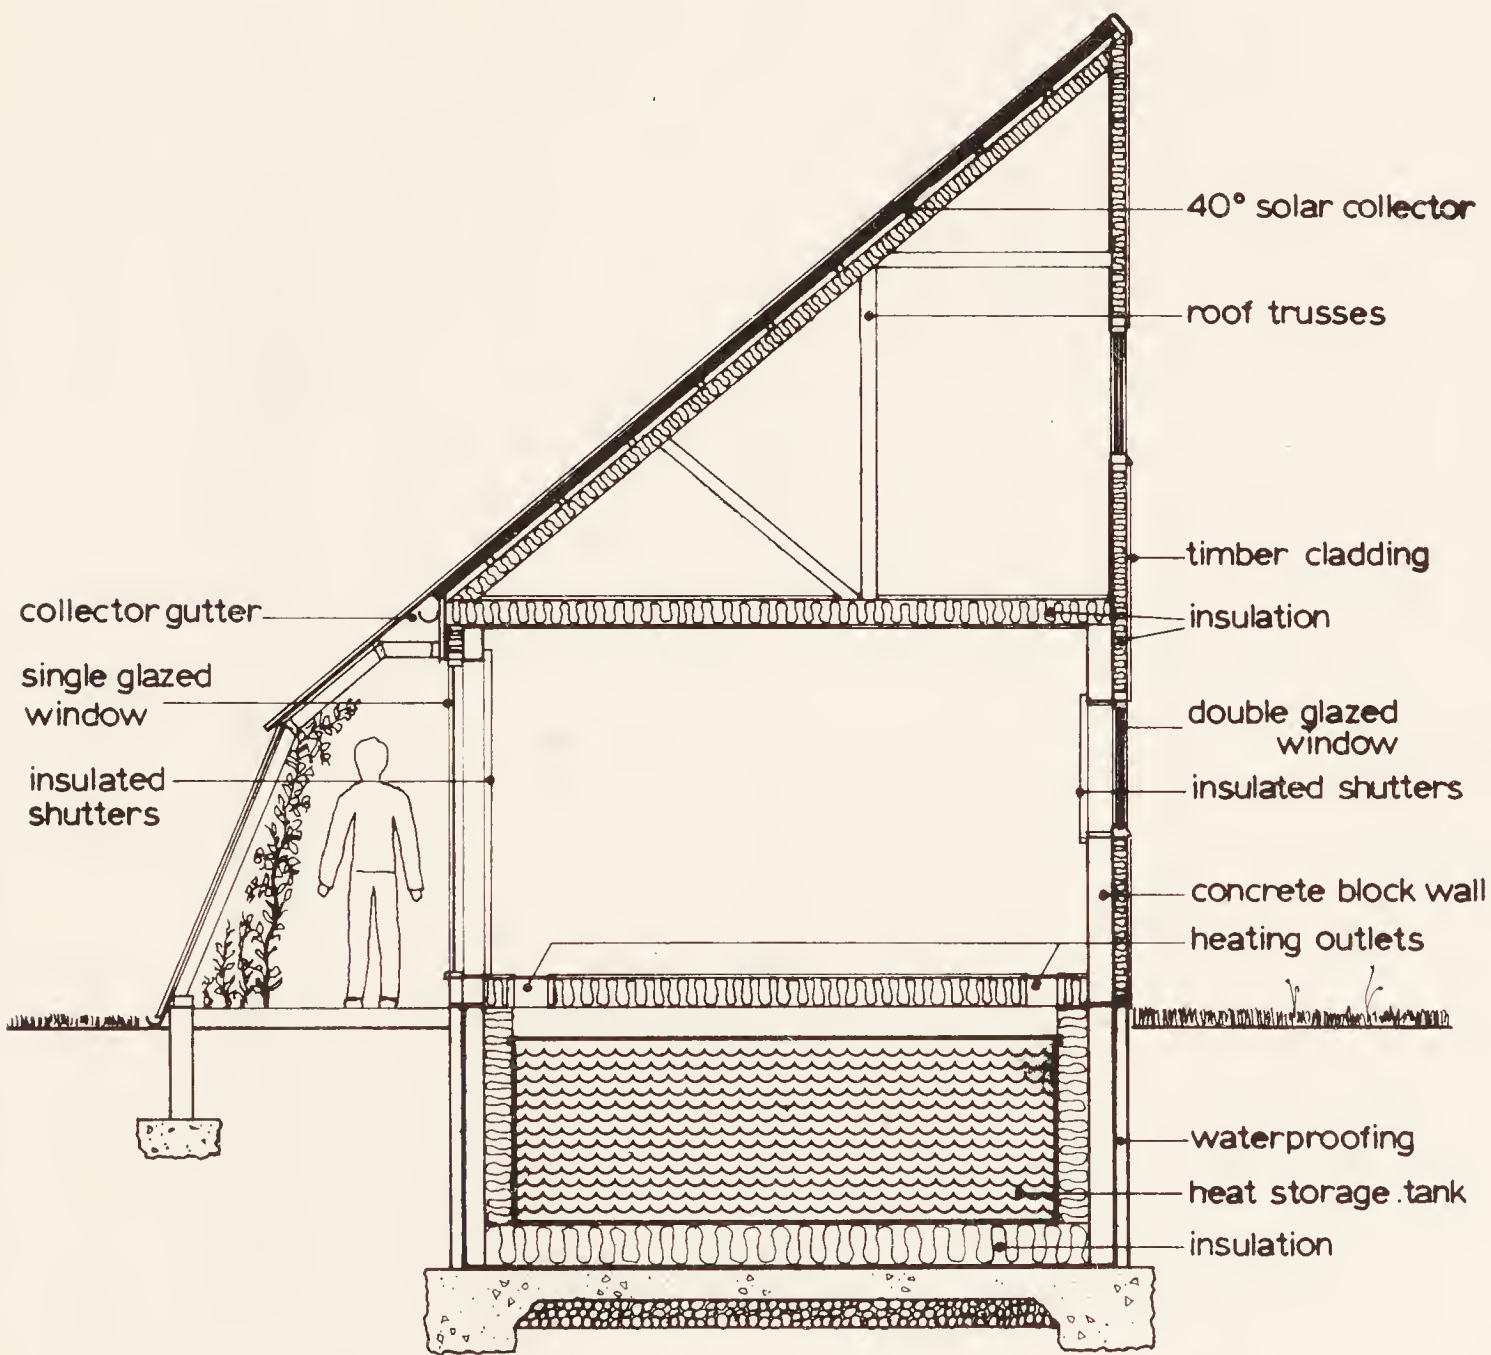 40° solar collector
roof trusses
timber cladding
collector gutter
insulation
single glazed
window
double glazed
window
insulated
shutters
insulated shutters
concrete block wall
heating outlets
waterproofing
heat storage.tank
insulation